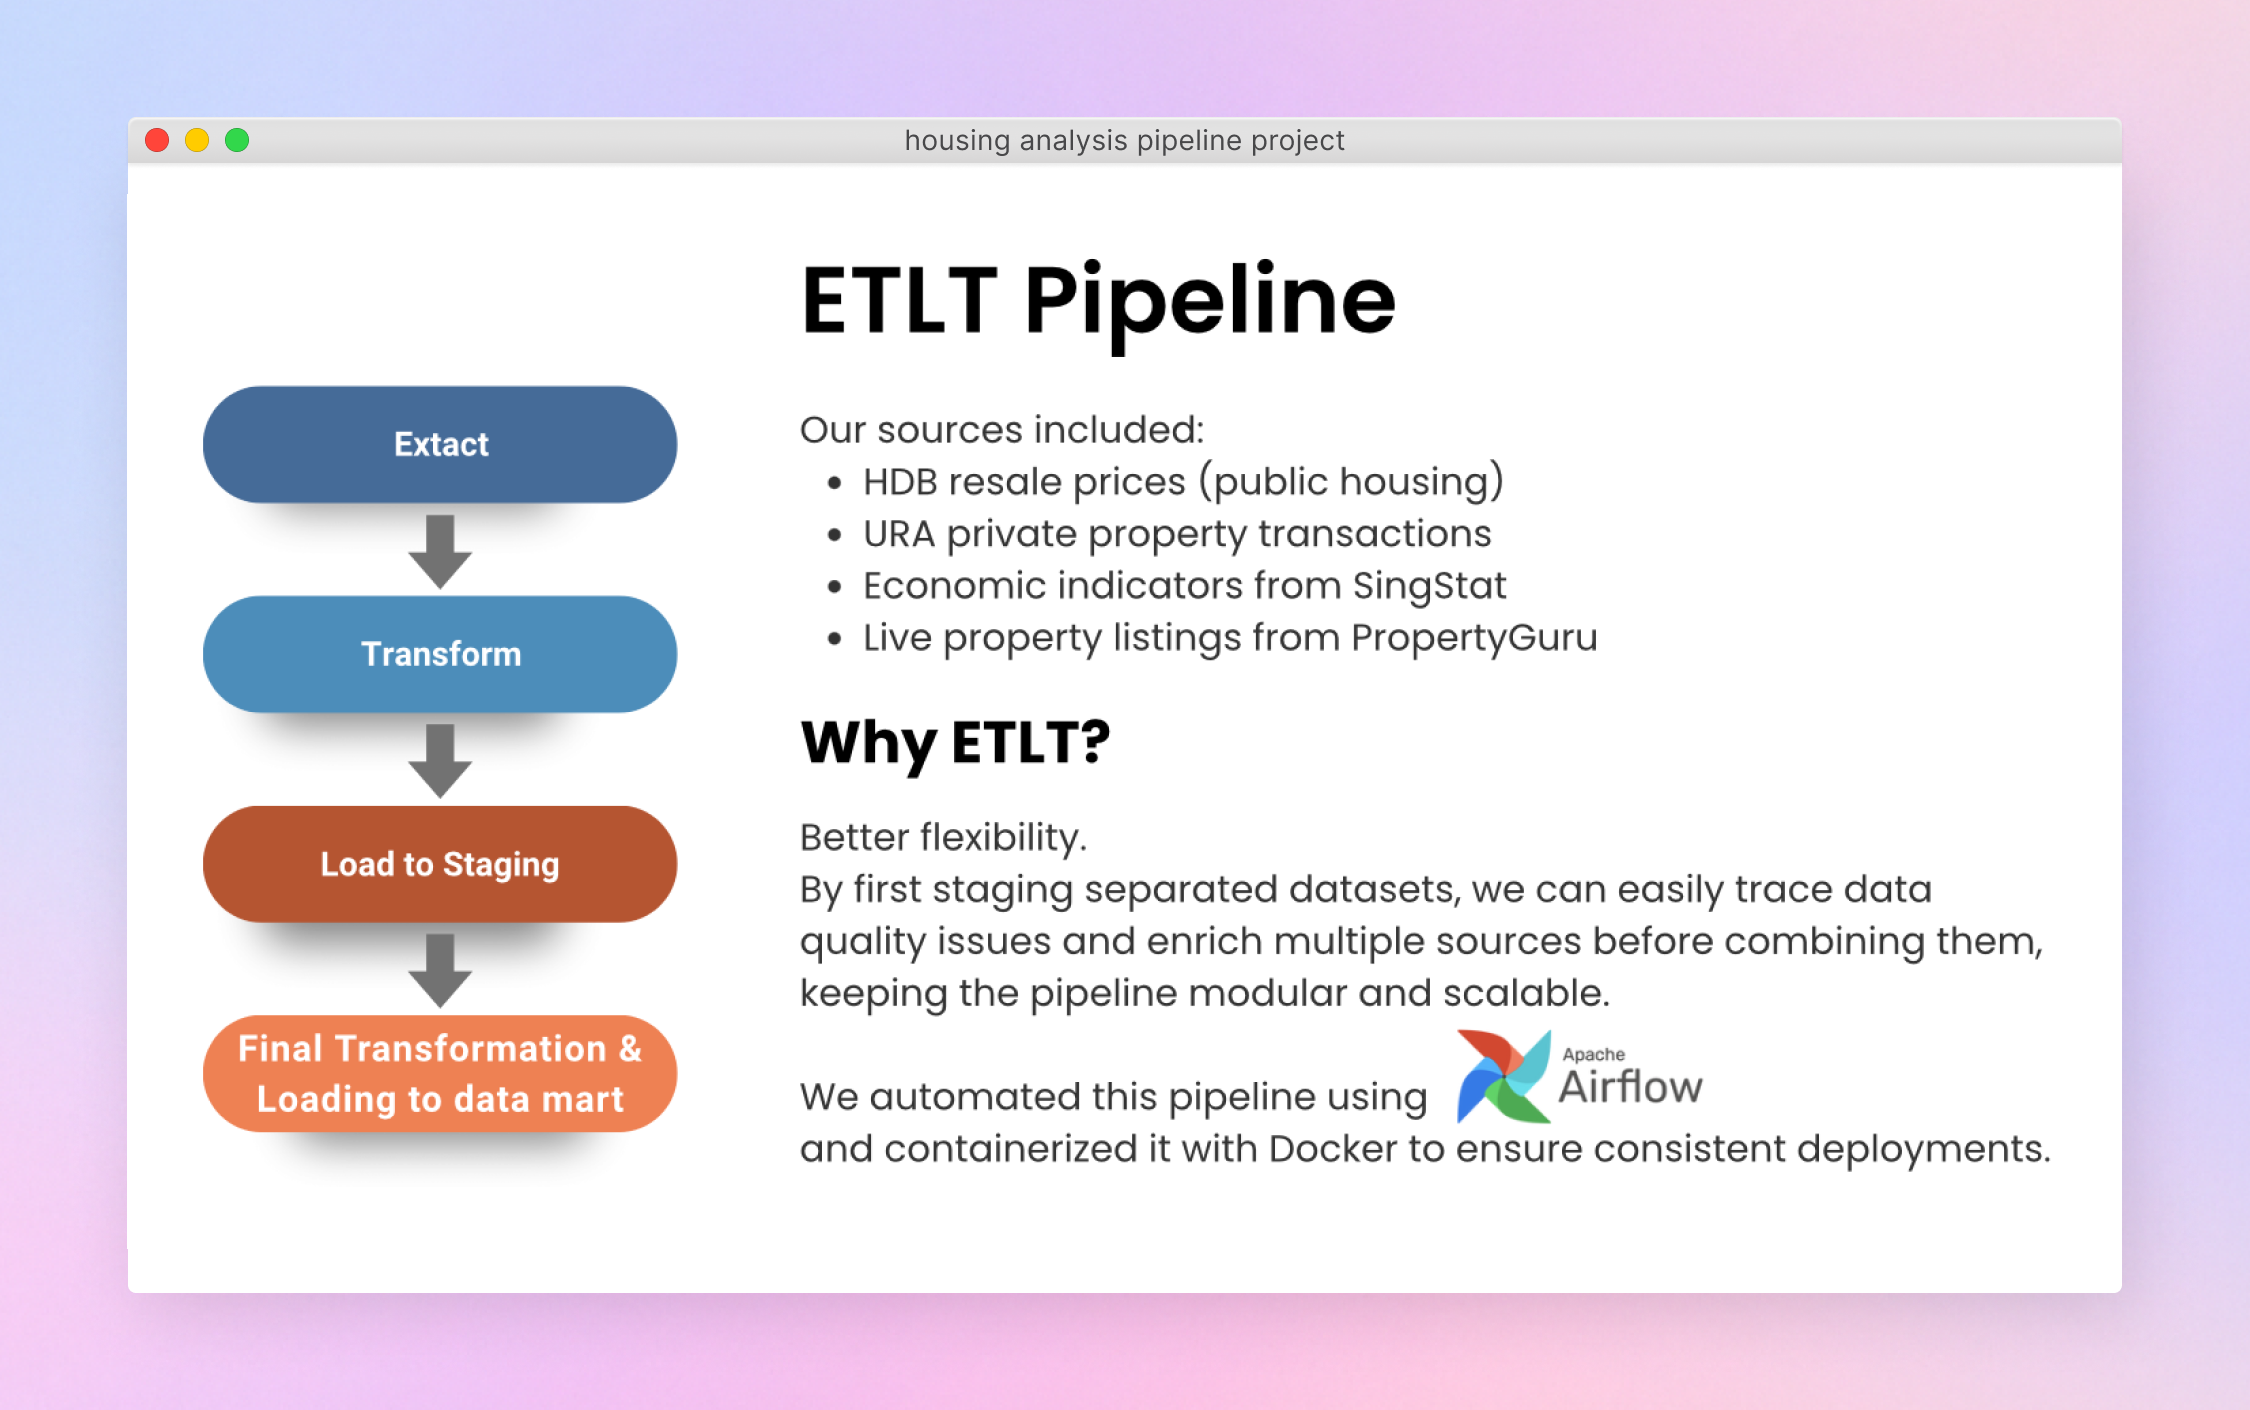 housing analysis pipeline project
ETLT Pipeline
Extact
Transform
Load to Staging
Final Transformation &
Loading to data mart
Our sources included:
• HDB resale prices (public housing)
• URA private property transactions
• Economic indicators from SingStat
• Live property listings from PropertyGuru
Why ETLT?
Better flexibility.
By first staging separated datasets, we can easily trace data
quality issues and enrich multiple sources before combining them,
keeping the pipeline modular and scalable.
We automated this pipeline using Apache Airflow
and containerized it with Docker to ensure consistent deployments.